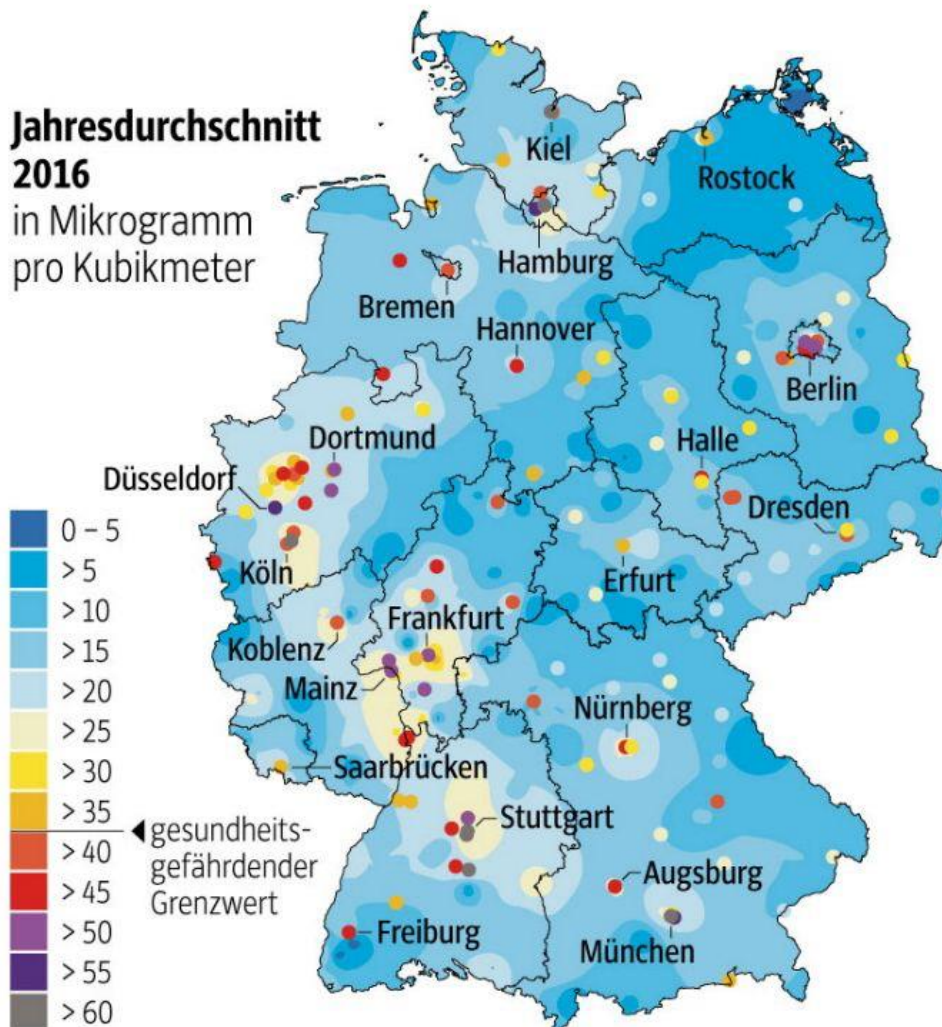 Jahresdurchschnitt
2016
in Mikrogramm
pro Kubikmeter
Kiel
Rostock
Hamburg
Bremen
Hannover
Berlin
Dortmund
Halle
Düsseldorf
Dresden
Köln
Erfurt
Frankfurt
Koblenz
Mainz
Nürnberg
Saarbrücken
Stuttgart
Augsburg
Freiburg
München
0 – 5
> 5
> 10
> 15
> 20
> 25
> 30
> 35
> 40
> 45
> 50
> 55
> 60
gesundheits-
gefährdender
Grenzwert